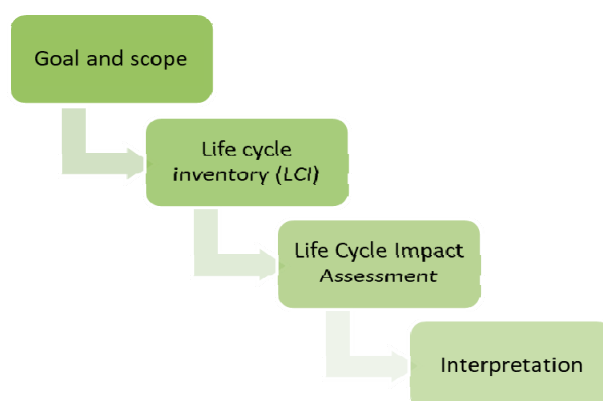 Goal and scope
Life cycle
inventory (LCI)
Life Cycle Impact
Assessment
Interpretation